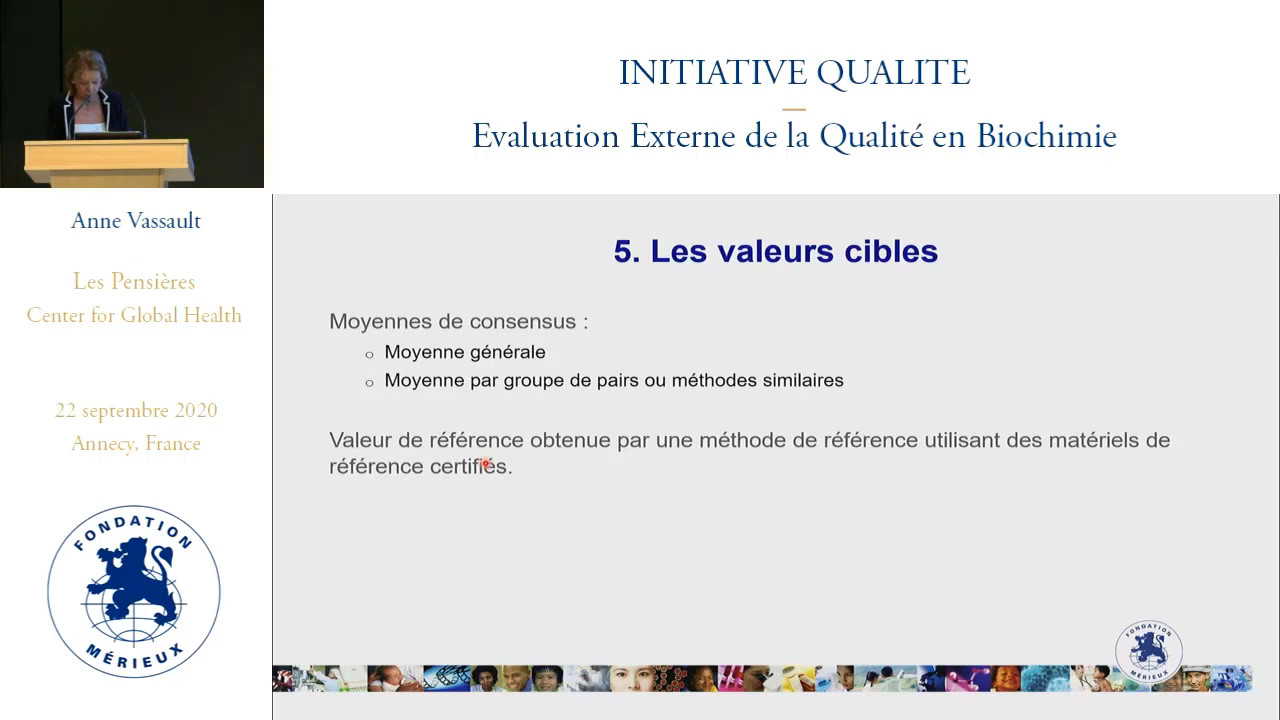 INITIATIVE QUALITE
Evaluation Externe de la Qualité en Biochimie
Anne Vassault
Les Pensières
Center for Global Health
22 septembre 2020
Annecy, France
FONDATION
MÉRIEUX
5. Les valeurs cibles
Moyennes de consensus :
Moyenne générale
Moyenne par groupe de pairs ou méthodes similaires
Valeur de référence obtenue par une méthode de référence utilisant des matériels de
référence certifiés.
FONDATION
MÉRIEUX